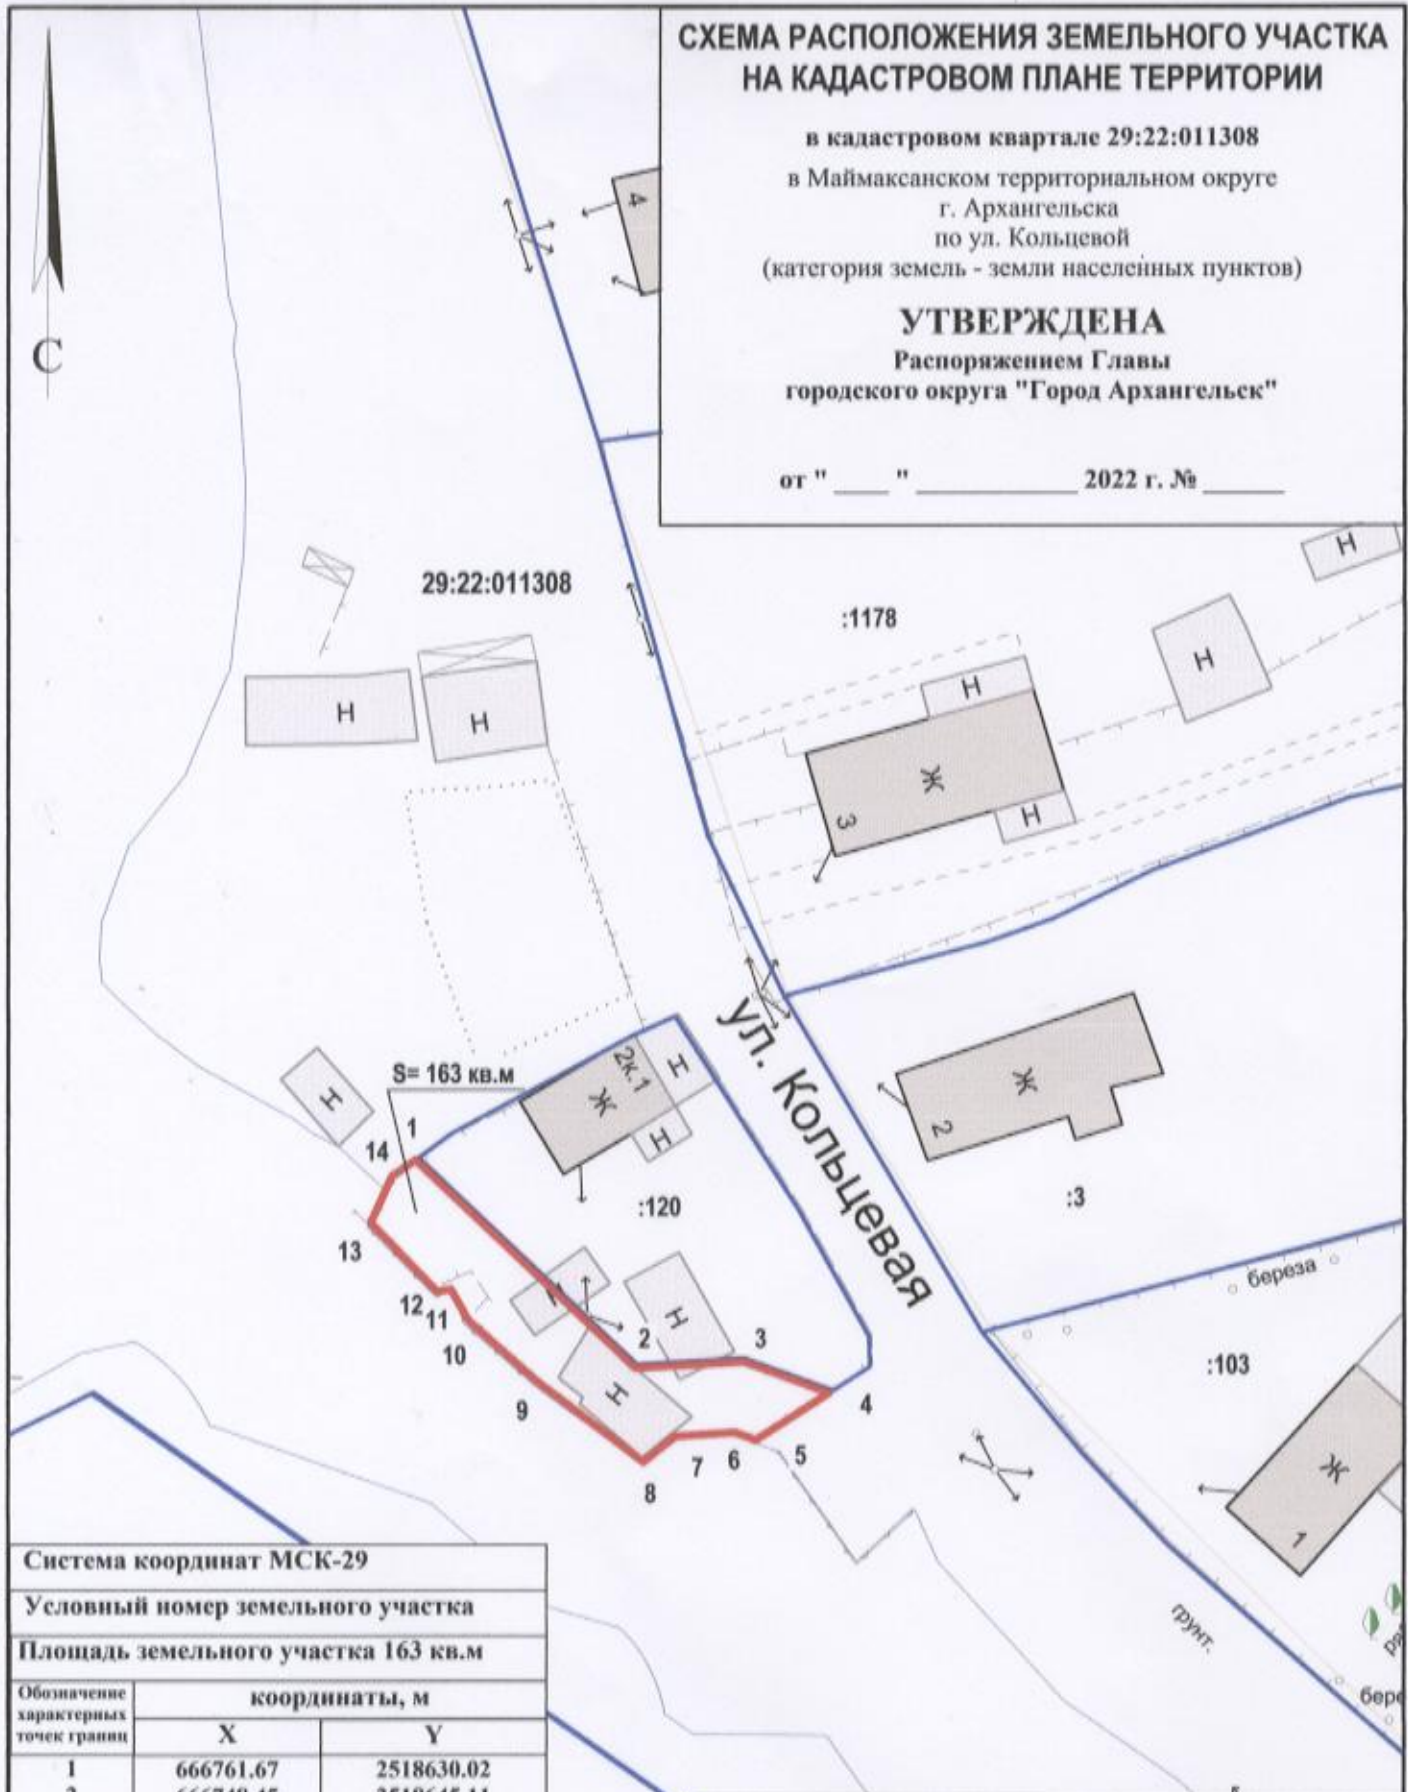 СХЕМА РАСПОЛОЖЕНИЯ ЗЕМЕЛЬНОГО УЧАСТКА
НА КАДАСТРОВОМ ПЛАНЕ ТЕРРИТОРИИ
в кадастровом квартале 29:22:011308
в Маймаксанском территориальном округе
г. Архангельска
по ул. Кольцевой
(категория земель - земли населенных пунктов)
УТВЕРЖДЕНА
Распоряжением Главы
городского округа "Город Архангельск"
от " ____ " ____________ 2022 г. № ______
С
4
29:22:011308
:1178
Н
Н
Н
Н
Н
Ж
Н
3
ул. Кольцевая
S= 163 кв.м
2к.1
Н
Ж
Н
Н
Ж
2
:120
:3
1
14
13
12
11
10
9
8
7
6
5
4
3
2
Н
Н
береза
:103
Ж
1
грунт.
Система координат МСК-29
Условный номер земельного участка
Площадь земельного участка 163 кв.м
Обозначение характерных точек границ
координаты, м
X Y
1 666761.67 2518630.02